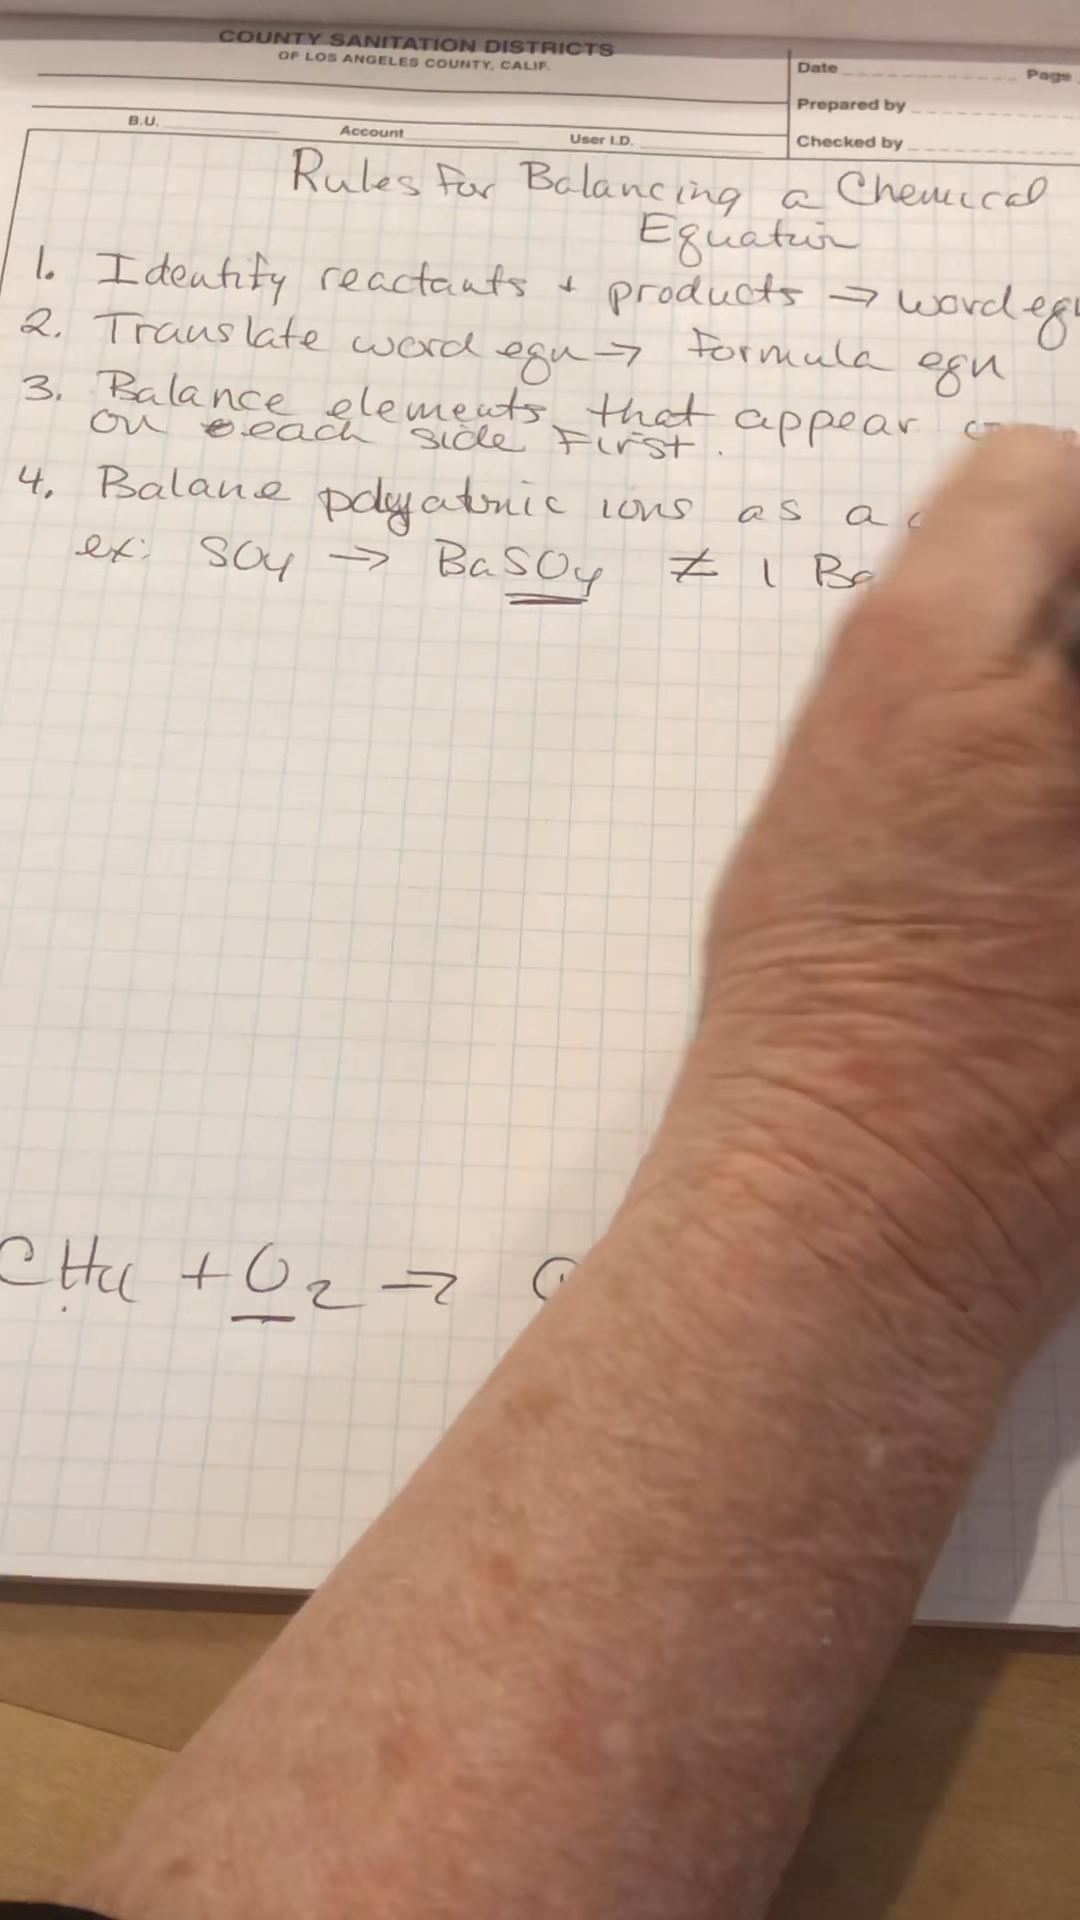 COUNTY SANITATION DISTRICTS
OF LOS ANGELES COUNTY, CALIF.
Date Page
Prepared by
Checked by
B.U. Account User I.D.
Rules for Balancing a Chemical
Equation
1. Identify reactants + products → word eqn
2. Translate word eqn → Formula eqn
3. Balance elements that appear
on each side First.
4. Balane polyatomic ions as a
ex: SO4 → BaSO4 ≠ 1 Ba
CH4 + O2 →